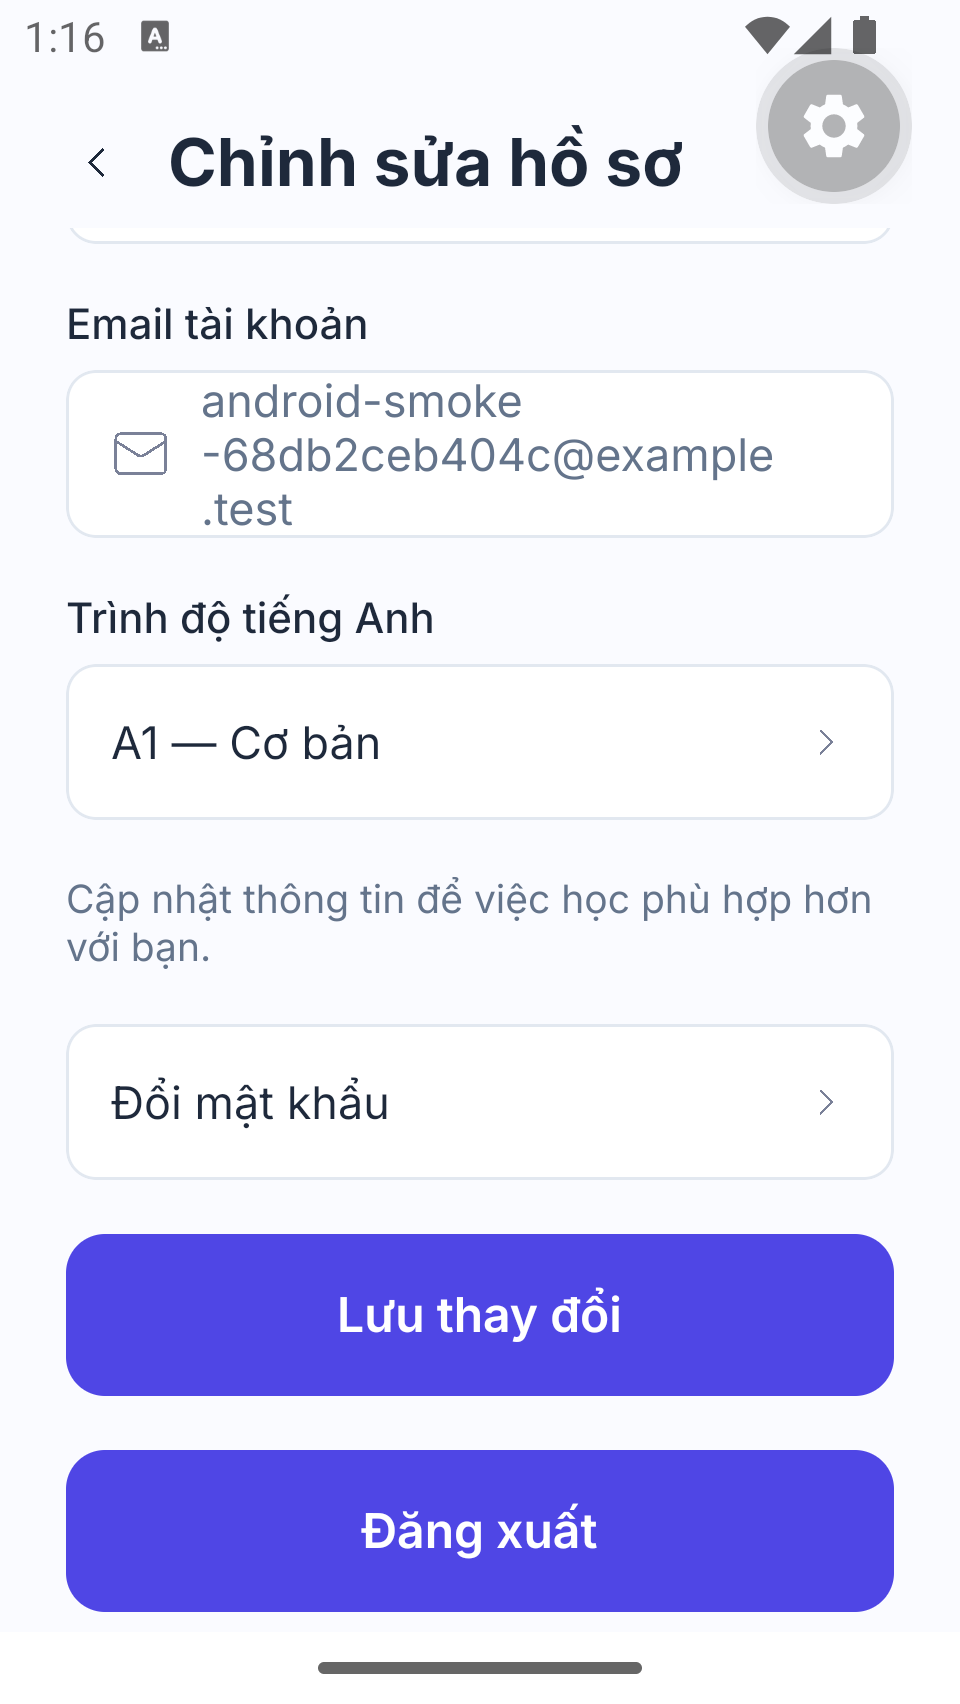 1:16
A
Chỉnh sửa hồ sơ
Email tài khoản
android-smoke
-68db2ceb404c@example
.test
Trình độ tiếng Anh
A1 — Cơ bản
Cập nhật thông tin để việc học phù hợp hơn
với bạn.
Đổi mật khẩu
Lưu thay đổi
Đăng xuất